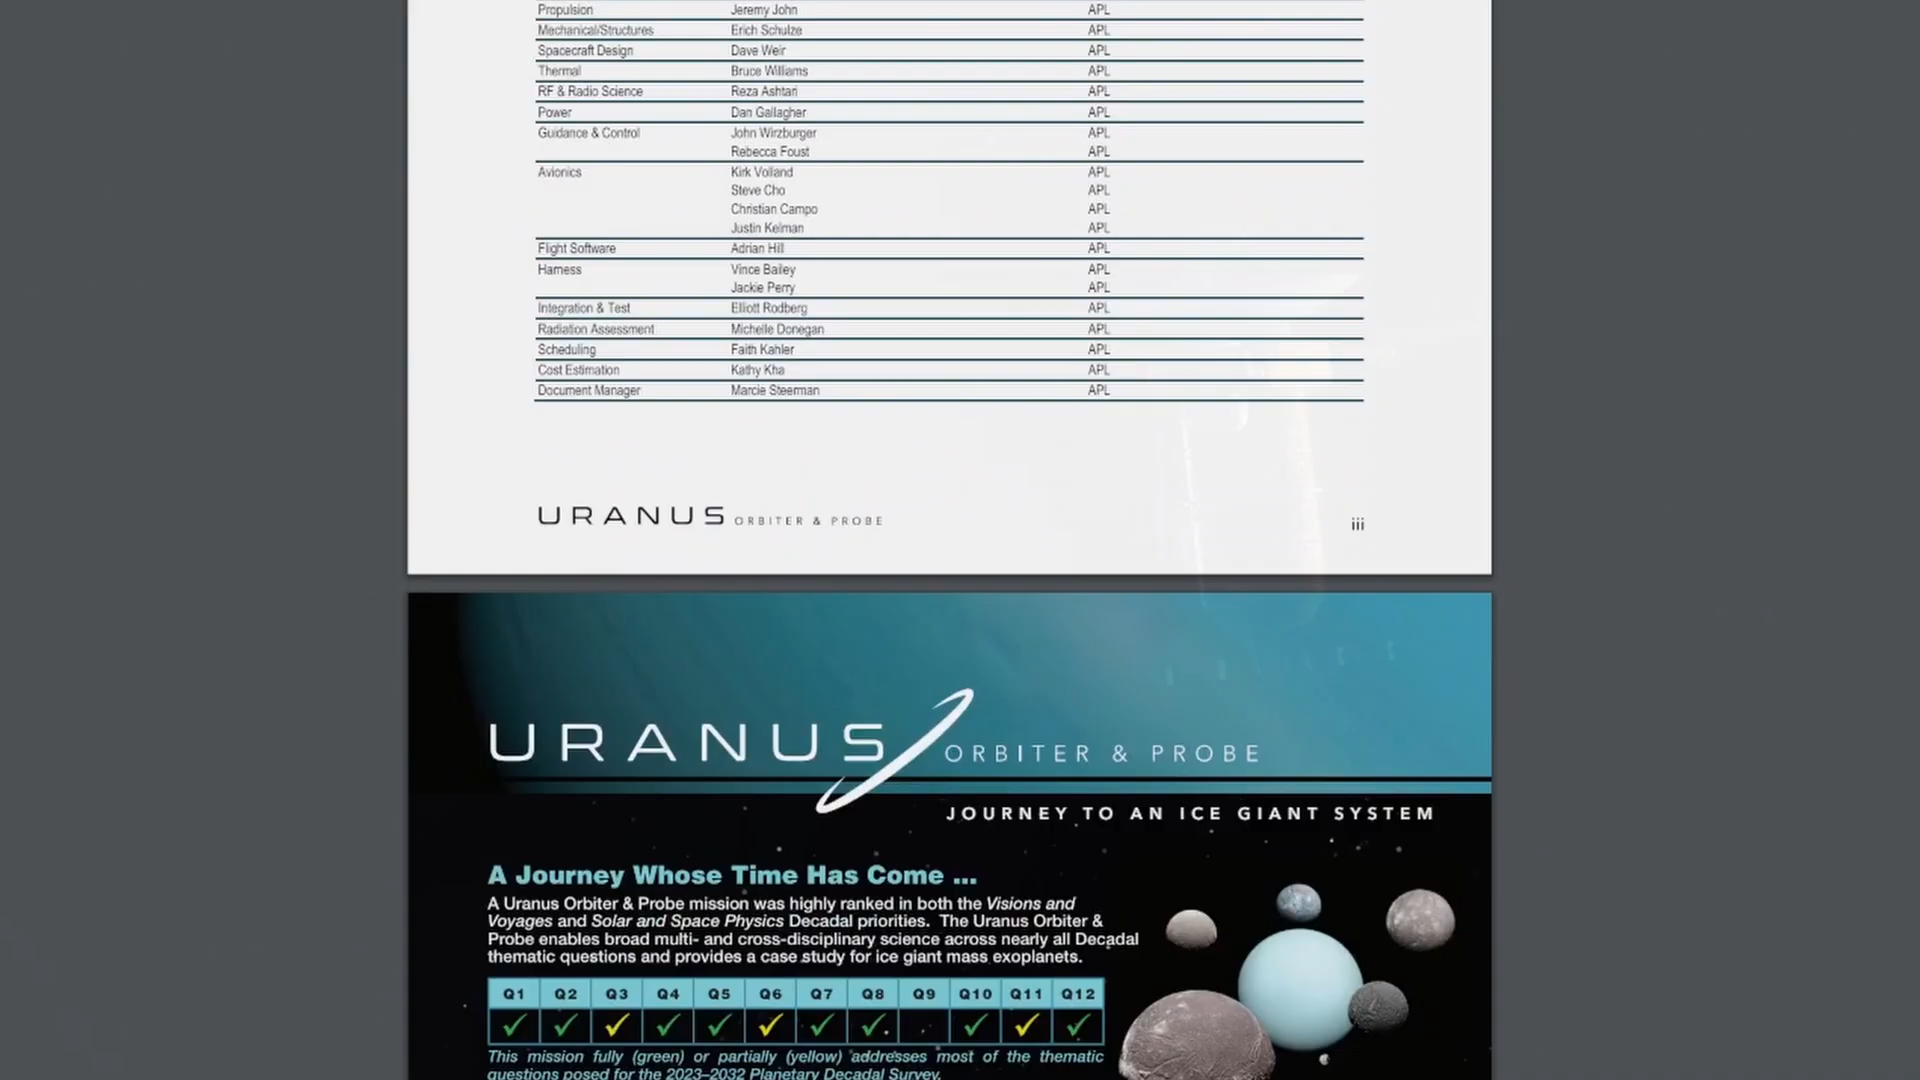 Propulsion Jeremy John APL
Mechanical/Structures Erich Schulze APL
Spacecraft Design Dave Weir APL
Thermal Bruce Williams APL
RF & Radio Science Reza Ashtari APL
Power Dan Gallagher APL
Guidance & Control John Wirzburger APL
Rebecca Foust APL
Avionics Kirk Volland APL
Steve Cho APL
Christian Campo APL
Justin Kelman APL
Flight Software Adrian Hill APL
Harness Vince Bailey APL
Jackie Perry APL
Integration & Test Elliott Rodberg APL
Radiation Assessment Michelle Donegan APL
Scheduling Faith Kahler APL
Cost Estimation Kathy Kha APL
Document Manager Marcie Steerman APL
URANUS ORBITER & PROBE iii
URANUS ORBITER & PROBE
JOURNEY TO AN ICE GIANT SYSTEM
A Journey Whose Time Has Come ...
A Uranus Orbiter & Probe mission was highly ranked in both the Visions and
Voyages and Solar and Space Physics Decadal priorities. The Uranus Orbiter &
Probe enables broad multi- and cross-disciplinary science across nearly all Decadal
thematic questions and provides a case study for ice giant mass exoplanets.
Q1 Q2 Q3 Q4 Q5 Q6 Q7 Q8 Q9 Q10 Q11 Q12
This mission fully (green) or partially (yellow) addresses most of the thematic
questions posed for the 2023–2032 Planetary Decadal Survey.